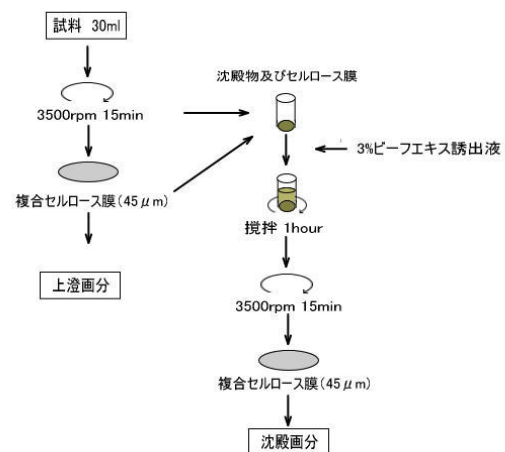 試料 30ml
3500rpm 15min
複合セルロース膜(45μm)
上澄画分
沈殿物及びセルロース膜
3%ビーフエキス誘出液
撹拌 1hour
3500rpm 15min
複合セルロース膜(45μm)
沈殿画分